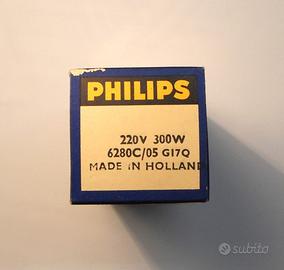 PHILIPS
220V 300W
6280C/05 G17Q
MADE IN HOLLAND
subito